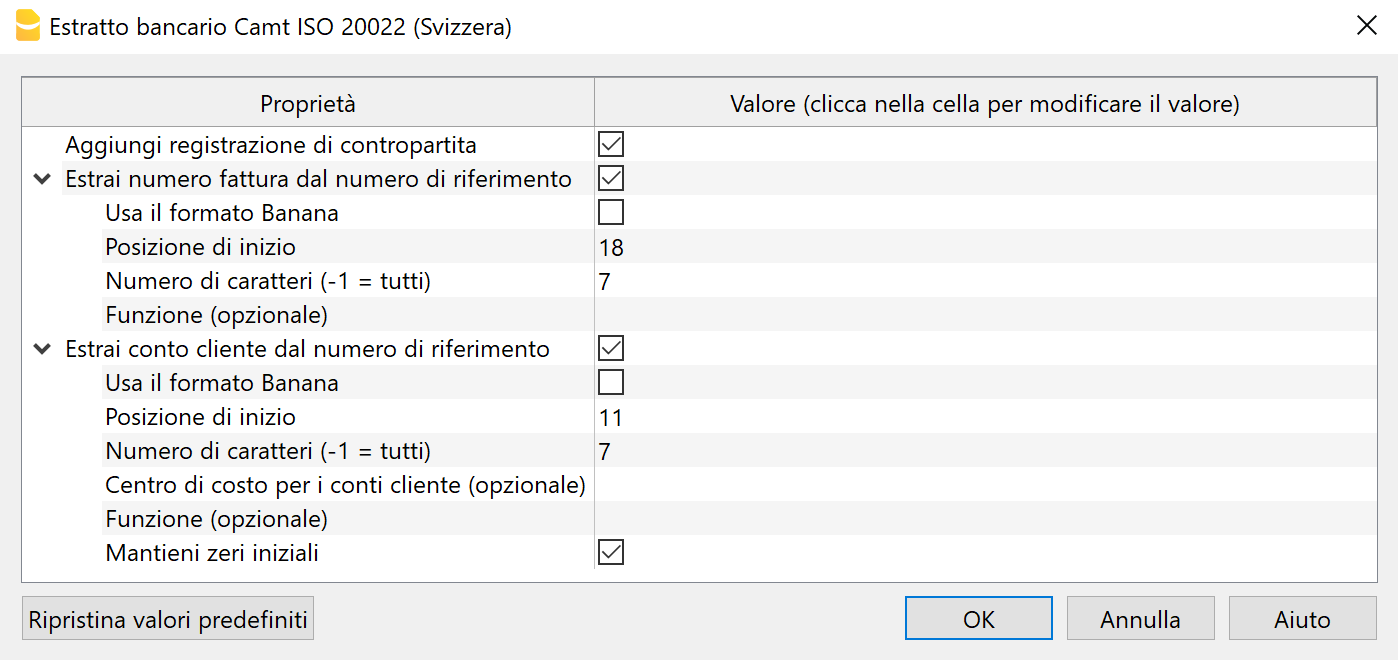 Estratto bancario Camt ISO 20022 (Svizzera)
Proprietà Valore (clicca nella cella per modificare il valore)
Aggiungi registrazione di contropartita
Estrai numero fattura dal numero di riferimento
Usa il formato Banana
Posizione di inizio 18
Numero di caratteri (-1 = tutti) 7
Funzione (opzionale)
Estrai conto cliente dal numero di riferimento
Usa il formato Banana
Posizione di inizio 11
Numero di caratteri (-1 = tutti) 7
Centro di costo per i conti cliente (opzionale)
Funzione (opzionale)
Mantieni zeri iniziali
Ripristina valori predefiniti OK Annulla Aiuto